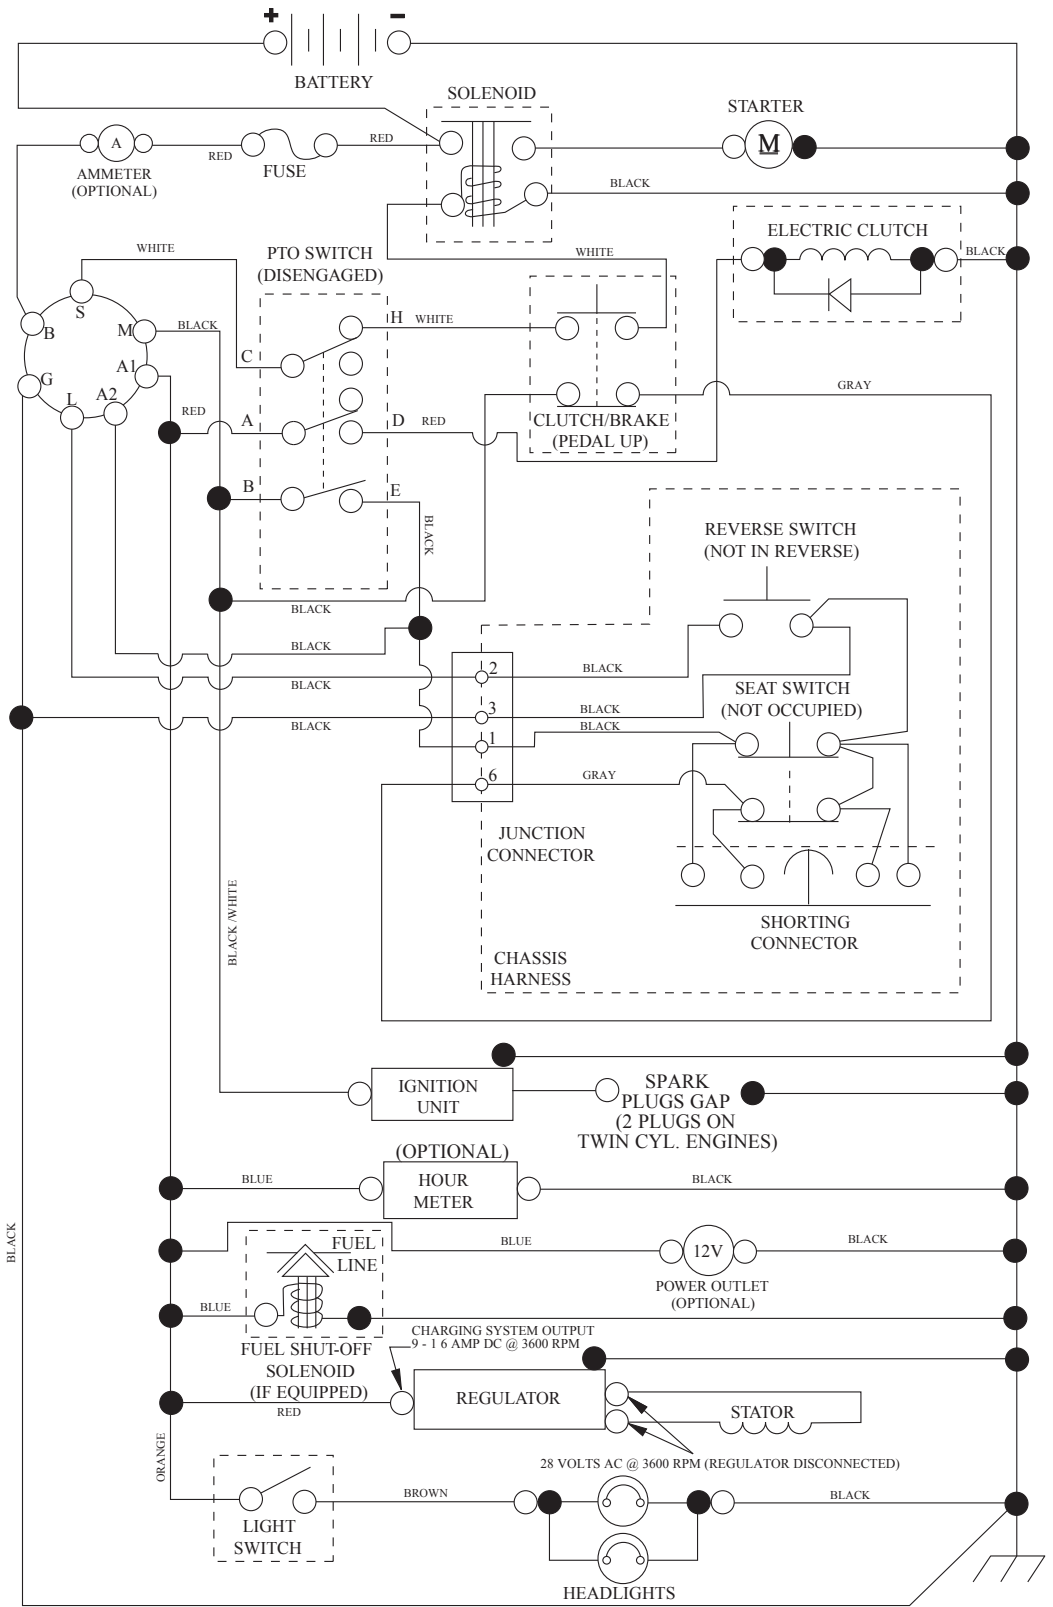 + −
BATTERY
SOLENOID
STARTER
M
A
RED
FUSE
RED
AMMETER
(OPTIONAL)
BLACK
ELECTRIC CLUTCH
BLACK
WHITE
PTO SWITCH
(DISENGAGED)
WHITE
S
B
M
BLACK
H WHITE
C
A1
G
L
A2
RED
A
D RED
GRAY
CLUTCH/BRAKE
(PEDAL UP)
B
E
BLACK
REVERSE SWITCH
(NOT IN REVERSE)
BLACK
BLACK
2
BLACK
BLACK
SEAT SWITCH
(NOT OCCUPIED)
3
BLACK
BLACK
BLACK
1
6
GRAY
JUNCTION
CONNECTOR
BLACK /WHITE
SHORTING
CONNECTOR
CHASSIS
HARNESS
IGNITION
UNIT
SPARK
PLUGS GAP
(2 PLUGS ON
TWIN CYL. ENGINES)
(OPTIONAL)
HOUR
METER
BLUE
BLACK
BLACK
FUEL
LINE
BLUE
12V
BLACK
POWER OUTLET
(OPTIONAL)
BLUE
FUEL SHUT-OFF
SOLENOID
(IF EQUIPPED)
CHARGING SYSTEM OUTPUT
9 - 1 6 AMP DC @ 3600 RPM
REGULATOR
RED
STATOR
ORANGE
28 VOLTS AC @ 3600 RPM (REGULATOR DISCONNECTED)
BROWN
BLACK
LIGHT
SWITCH
HEADLIGHTS